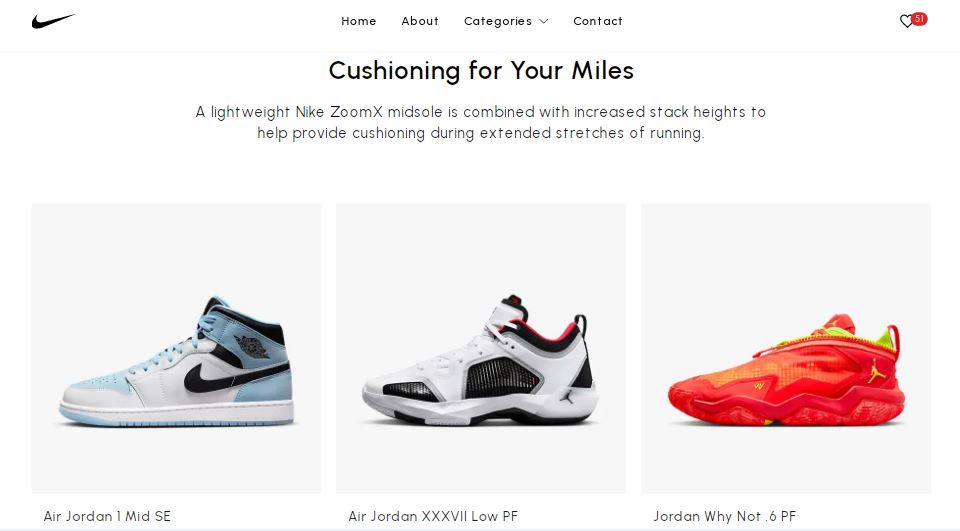 Home About Categories Contact 51
Cushioning for Your Miles
A lightweight Nike ZoomX midsole is combined with increased stack heights to
help provide cushioning during extended stretches of running.
Air Jordan 1 Mid SE
Air Jordan XXXVII Low PF
Jordan Why Not .6 PF